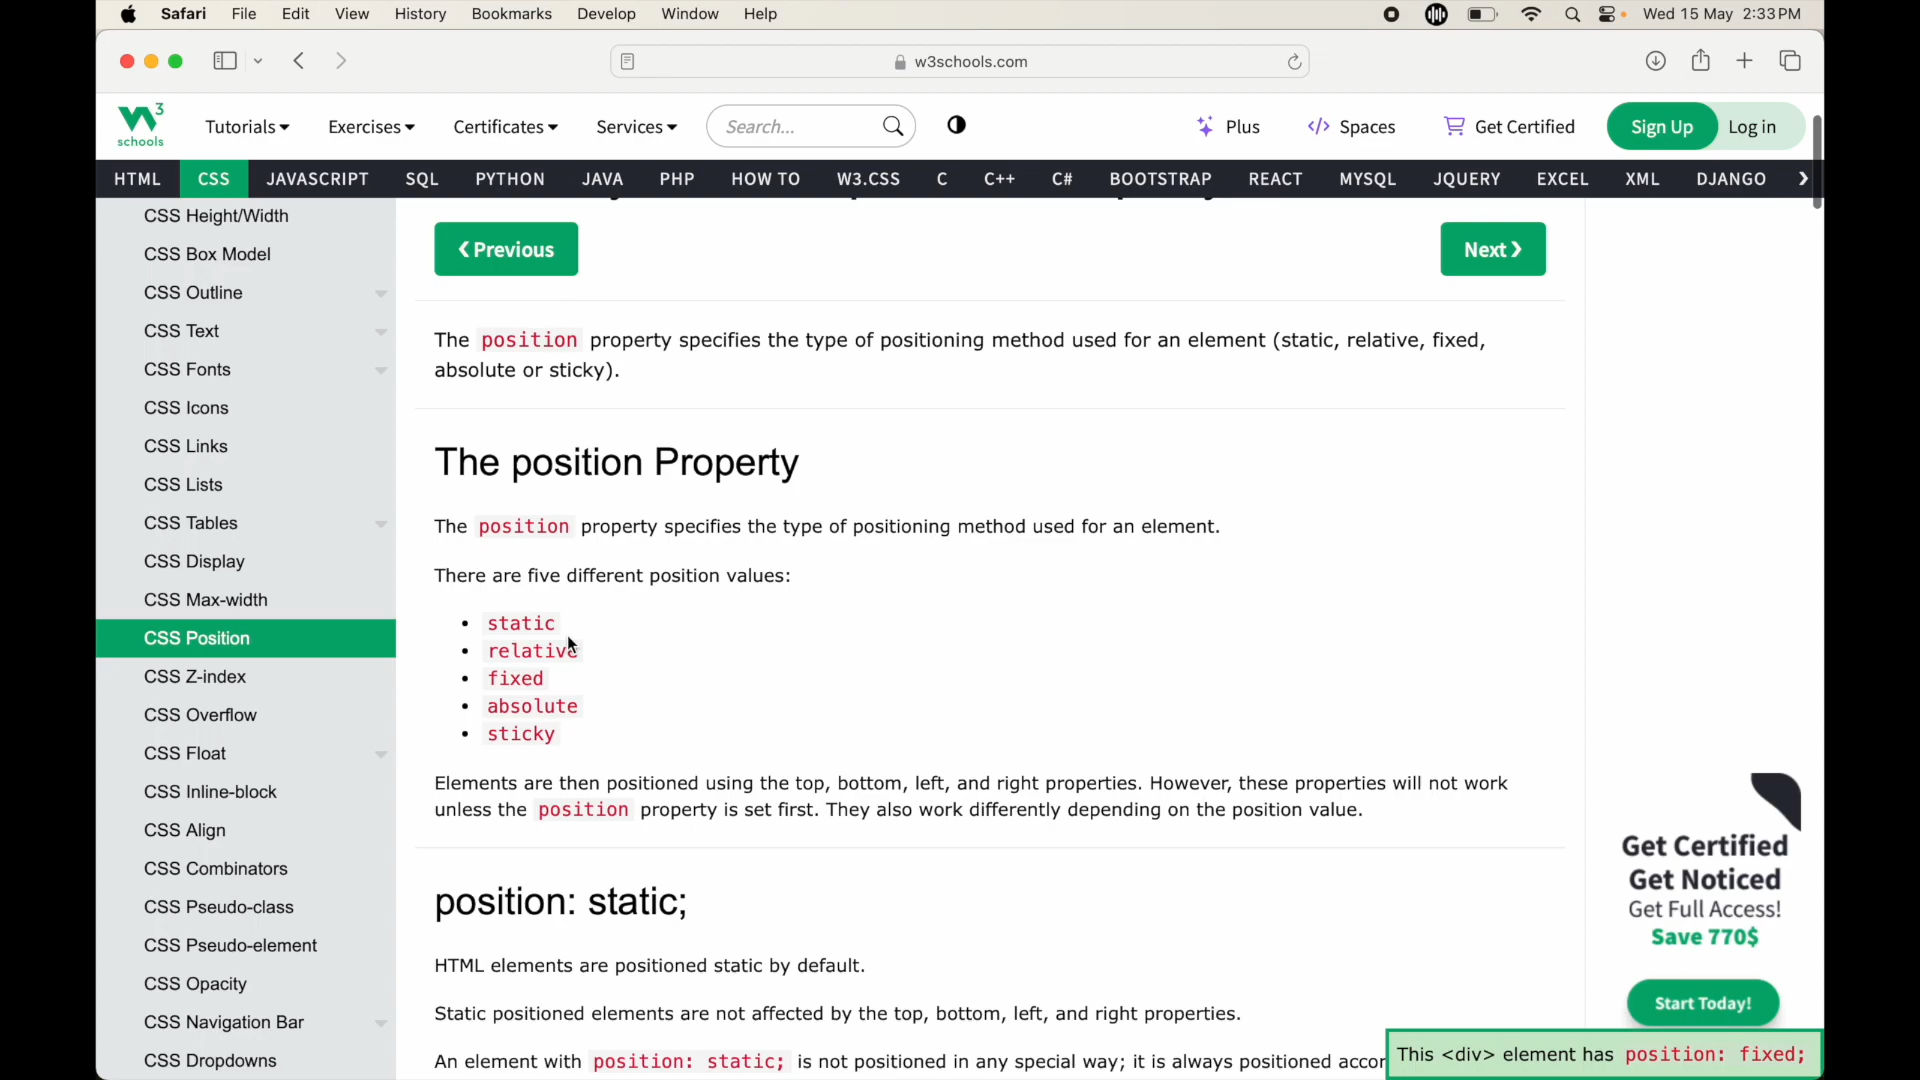 Safari File Edit View History Bookmarks Develop Window Help Wed 15 May 2:33 PM
w3schools.com
W3 schools Tutorials Exercises Certificates Services Search... Plus </> Spaces Get Certified Sign Up Log in
HTML CSS JAVASCRIPT SQL PYTHON JAVA PHP HOW TO W3.CSS C C++ C# BOOTSTRAP REACT MYSQL JQUERY EXCEL XML DJANGO ❯
CSS Height/Width
CSS Box Model
CSS Outline
CSS Text
CSS Fonts
CSS Icons
CSS Links
CSS Lists
CSS Tables
CSS Display
CSS Max-width
CSS Position
CSS Z-index
CSS Overflow
CSS Float
CSS Inline-block
CSS Align
CSS Combinators
CSS Pseudo-class
CSS Pseudo-element
CSS Opacity
CSS Navigation Bar
CSS Dropdowns
❮ Previous
Next ❯
The position property specifies the type of positioning method used for an element (static, relative, fixed,
absolute or sticky).
The position Property
The position property specifies the type of positioning method used for an element.
There are five different position values:
• static
• relative
• fixed
• absolute
• sticky
Elements are then positioned using the top, bottom, left, and right properties. However, these properties will not work
unless the position property is set first. They also work differently depending on the position value.
position: static;
HTML elements are positioned static by default.
Static positioned elements are not affected by the top, bottom, left, and right properties.
An element with position: static; is not positioned in any special way; it is always positioned
Get Certified
Get Noticed
Get Full Access!
Save 770$
Start Today!
This <div> element has position: fixed;